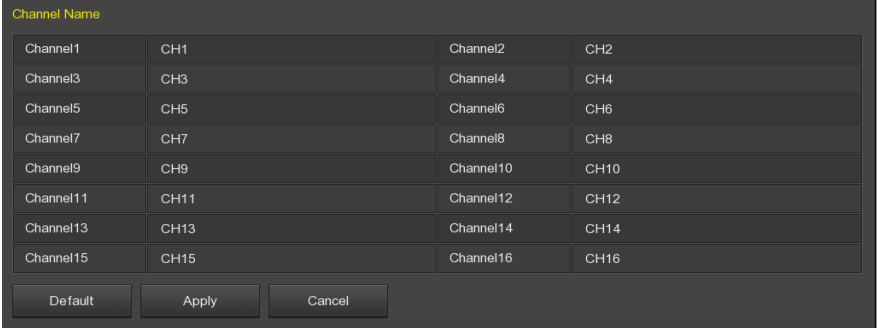 Channel Name
Channel1 CH1 Channel2 CH2
Channel3 CH3 Channel4 CH4
Channel5 CH5 Channel6 CH6
Channel7 CH7 Channel8 CH8
Channel9 CH9 Channel10 CH10
Channel11 CH11 Channel12 CH12
Channel13 CH13 Channel14 CH14
Channel15 CH15 Channel16 CH16
Default Apply Cancel